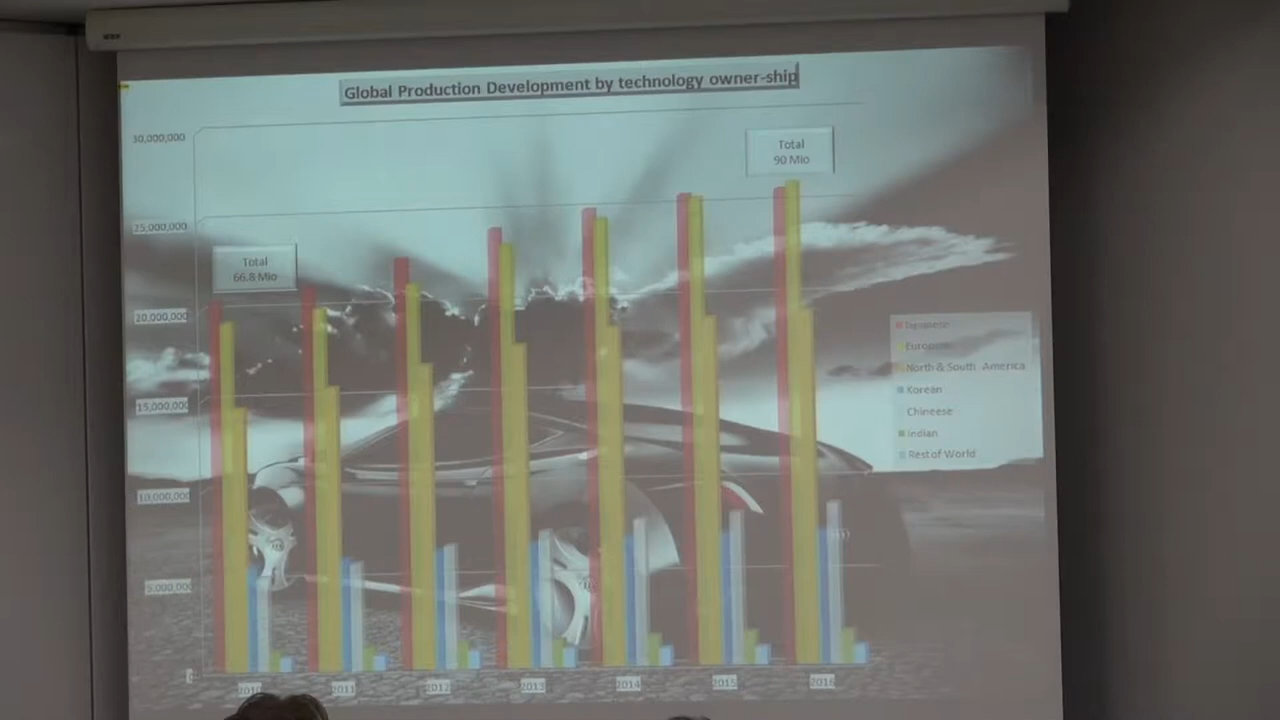 Global Production Development by technology owner-ship
30,000,000
Total
90 Mio
25,000,000
Total
66.8 Mio
20,000,000
15,000,000
10,000,000
5,000,000
Japanese
European
North & South America
Korean
Chineese
Indian
Rest of World
2010
2011
2012
2013
2014
2015
2016